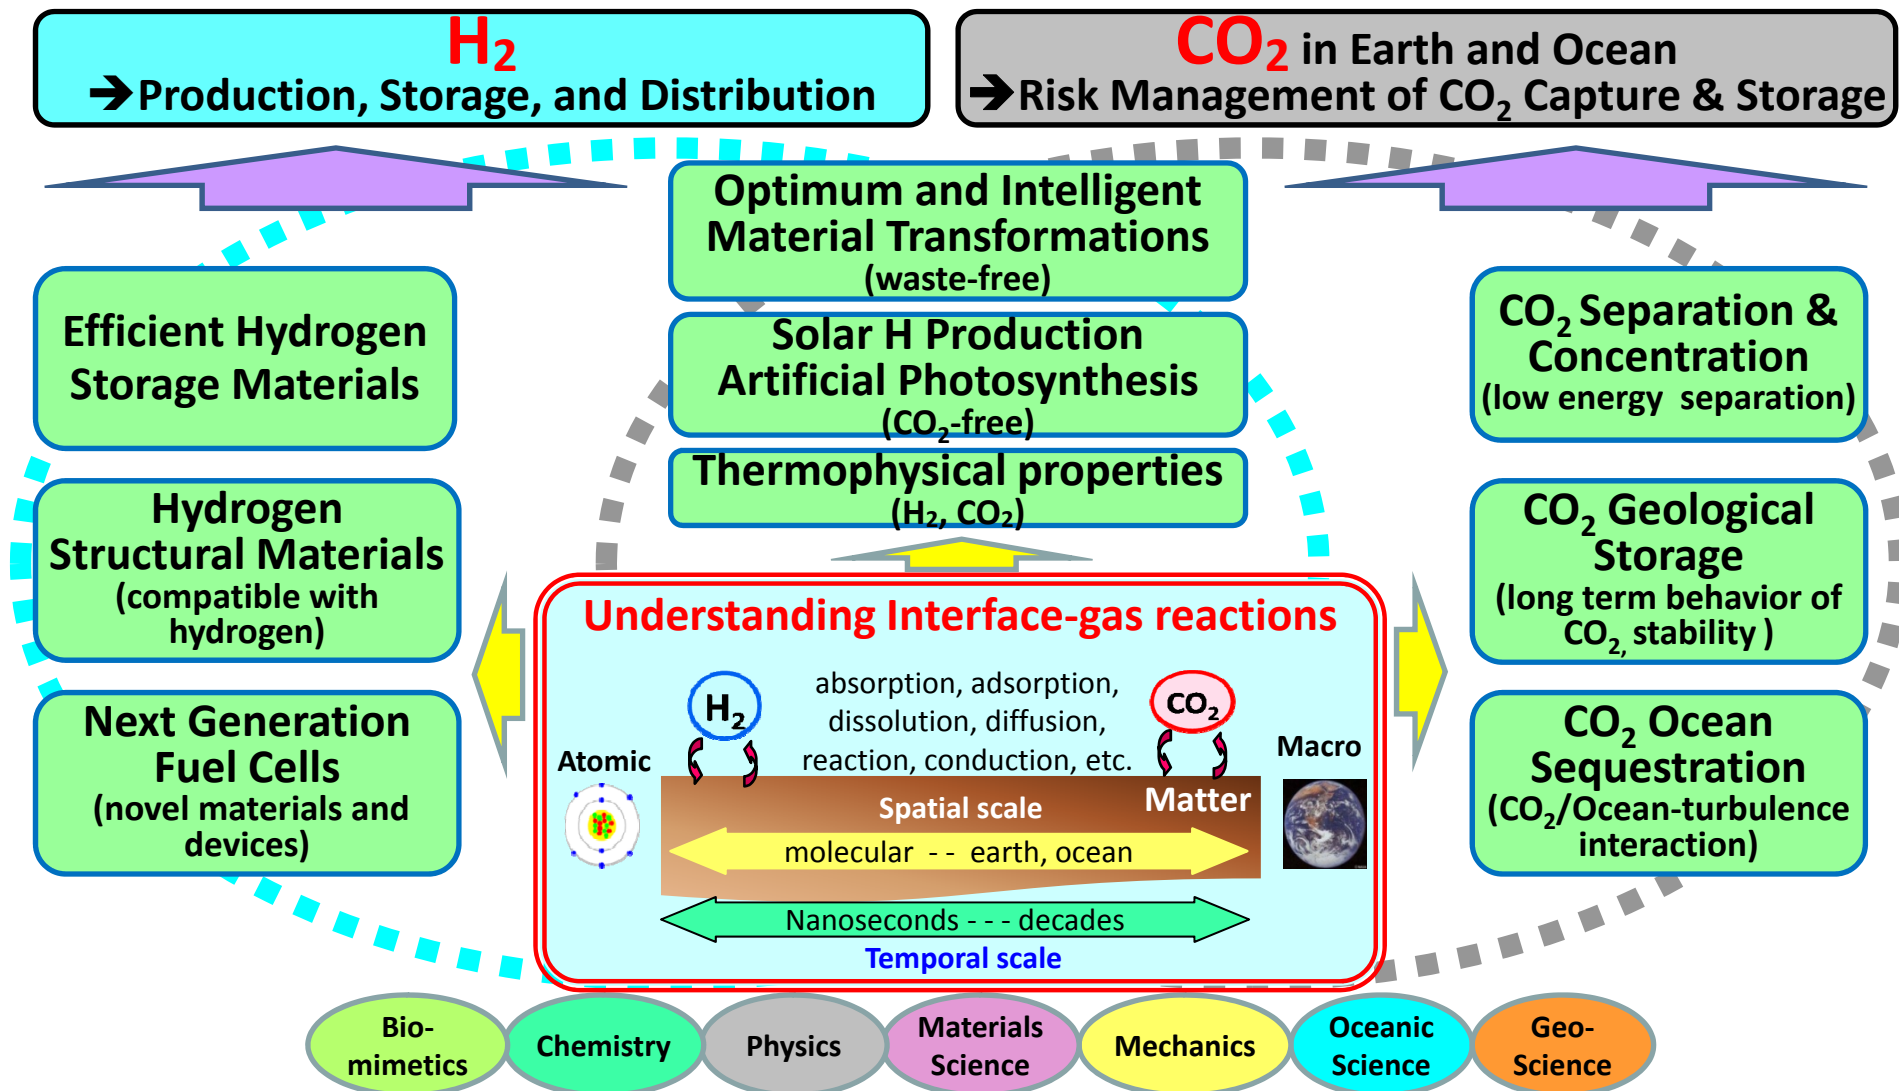 H₂
➔Production, Storage, and Distribution
CO₂ in Earth and Ocean
➔Risk Management of CO₂ Capture & Storage
Optimum and Intelligent
Material Transformations
(waste-free)
Solar H Production
Artificial Photosynthesis
(CO₂-free)
Thermophysical properties
(H₂, CO₂)
Efficient Hydrogen
Storage Materials
Hydrogen
Structural Materials
(compatible with
hydrogen)
Next Generation
Fuel Cells
(novel materials and
devices)
CO₂ Separation &
Concentration
(low energy separation)
CO₂ Geological
Storage
(long term behavior of
CO₂, stability )
CO₂ Ocean
Sequestration
(CO₂/Ocean-turbulence
interaction)
Understanding Interface-gas reactions
H₂
absorption, adsorption,
dissolution, diffusion,
reaction, conduction, etc.
CO₂
Atomic
Macro
Matter
Spatial scale
molecular - - earth, ocean
Nanoseconds - - - decades
Temporal scale
Bio-
mimetics
Chemistry
Physics
Materials
Science
Mechanics
Oceanic
Science
Geo-
Science